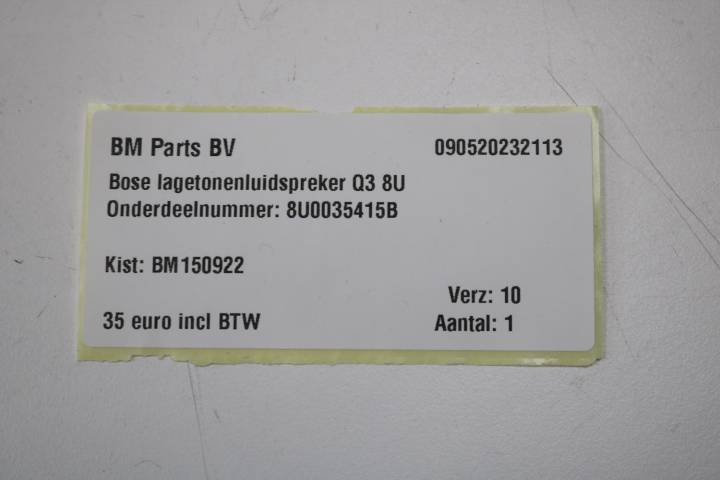 BM Parts BV 090520232113
Bose lagetonenluidspreker Q3 8U
Onderdeelnummer: 8U0035415B
Kist: BM150922
Verz: 10
35 euro incl BTW Aantal: 1